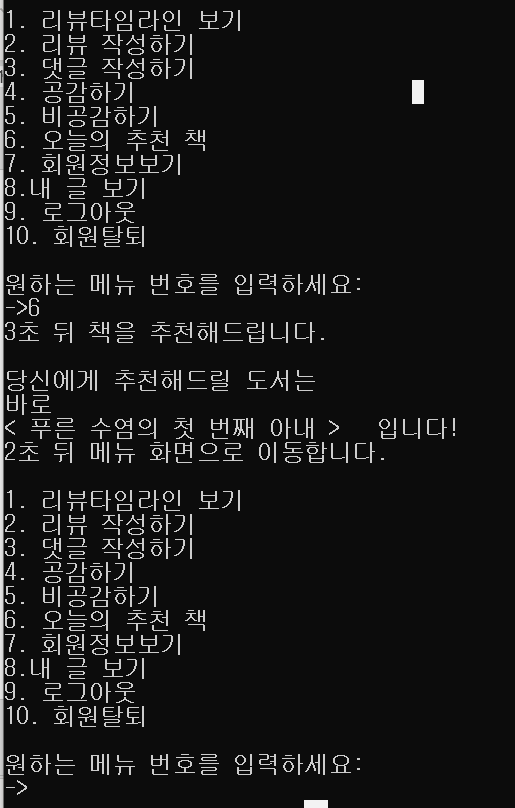 1. 리뷰타임라인 보기
2. 리뷰 작성하기
3. 댓글 작성하기
4. 공감하기
5. 비공감하기
6. 오늘의 추천 책
7. 회원정보보기
8.내 글 보기
9. 로그아웃
10. 회원탈퇴
원하는 메뉴 번호를 입력하세요:
->6
3초 뒤 책을 추천해드립니다.
당신에게 추천해드릴 도서는
바로
< 푸른 수염의 첫 번째 아내 >   입니다!
2초 뒤 메뉴 화면으로 이동합니다.
1. 리뷰타임라인 보기
2. 리뷰 작성하기
3. 댓글 작성하기
4. 공감하기
5. 비공감하기
6. 오늘의 추천 책
7. 회원정보보기
8.내 글 보기
9. 로그아웃
10. 회원탈퇴
원하는 메뉴 번호를 입력하세요:
->